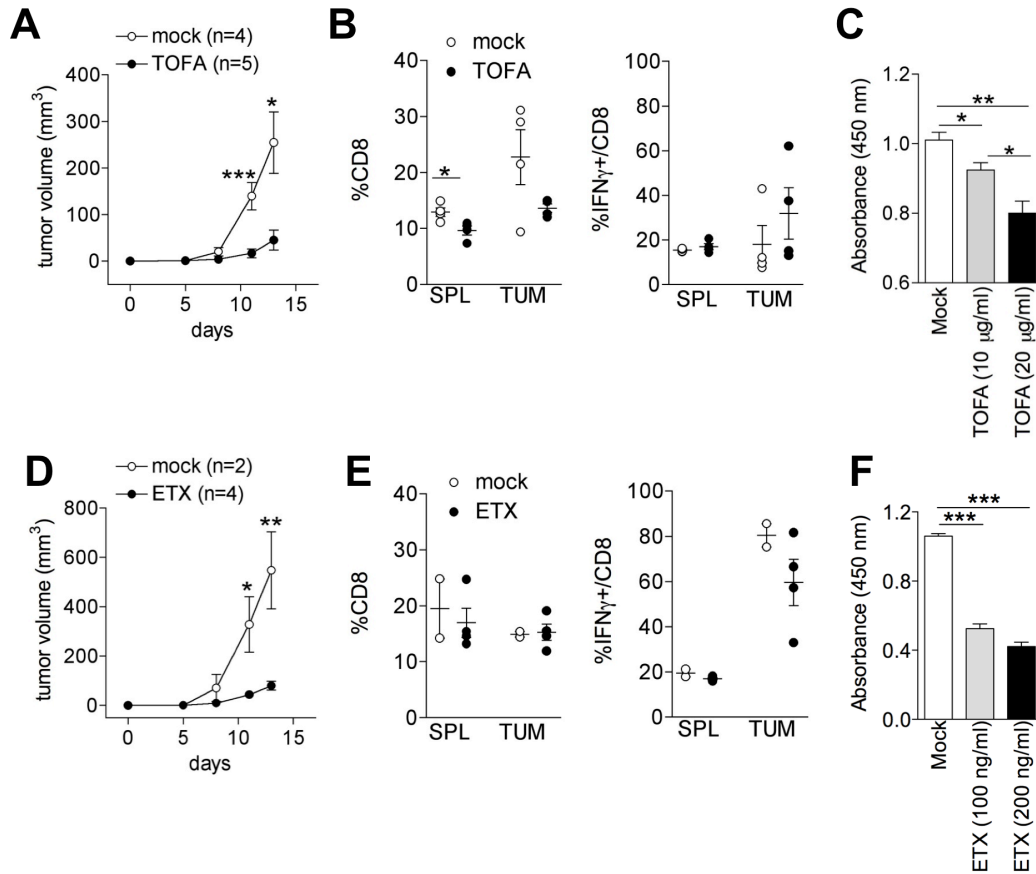 A
mock (n=4)
TOFA (n=5)
tumor volume (mm³)
400
300
200
100
0
***
*
0 5 10 15
days
B
mock
TOFA
%CD8
40
30
20
10
0
*
SPL TUM
%IFNγ+/CD8
100
80
60
40
20
0
SPL TUM
C
Absorbance (450 nm)
1.2
1.0
0.8
0.6
**
*
*
Mock
TOFA (10 μg/ml)
TOFA (20 μg/ml)
D
mock (n=2)
ETX (n=4)
tumor volume (mm³)
800
600
400
200
0
*
**
0 5 10 15
days
E
mock
ETX
%CD8
40
30
20
10
0
SPL TUM
%IFNγ+/CD8
100
80
60
40
20
0
SPL TUM
F
Absorbance (450 nm)
1.2
0.8
0.4
0.0
***
***
Mock
ETX (100 ng/ml)
ETX (200 ng/ml)